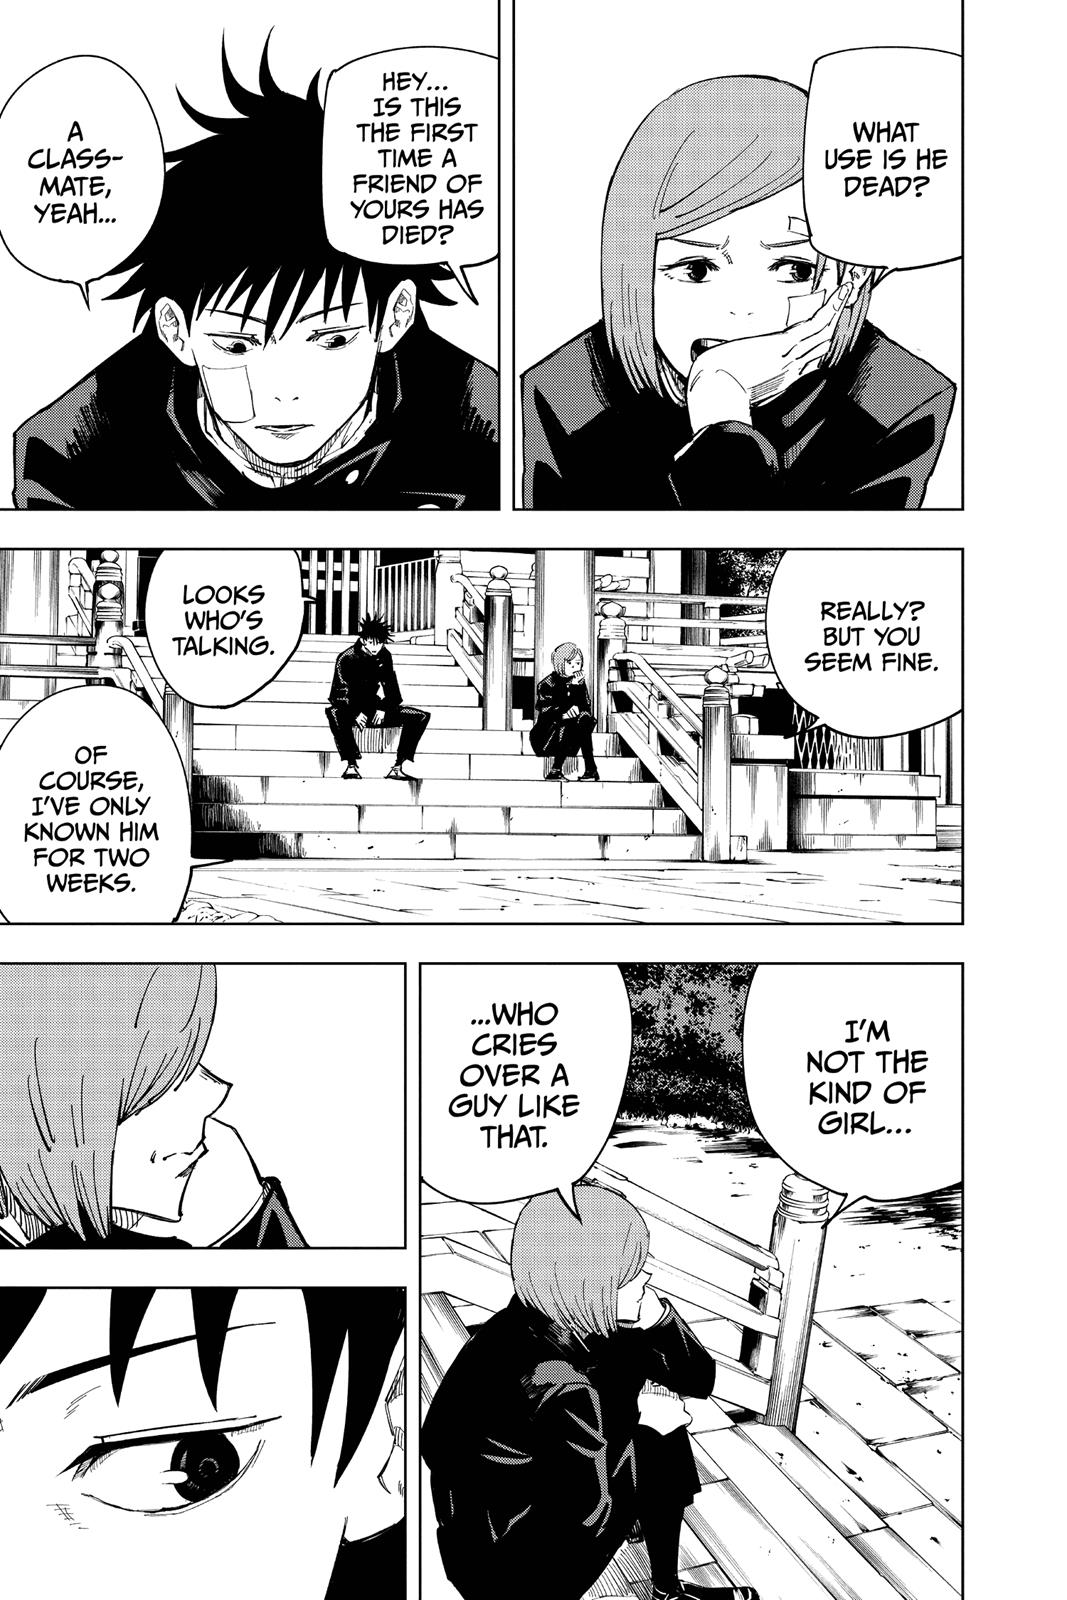 WHAT
USE IS HE
DEAD?
HEY...
IS THIS
THE FIRST
TIME A
FRIEND OF
YOURS HAS
DIED?
A
CLASS-
MATE,
YEAH...
REALLY?
BUT YOU
SEEM FINE.
LOOKS
WHO'S
TALKING.
OF
COURSE,
I'VE ONLY
KNOWN HIM
FOR TWO
WEEKS.
I'M
NOT THE
KIND OF
GIRL...
...WHO
CRIES
OVER A
GUY LIKE
THAT.